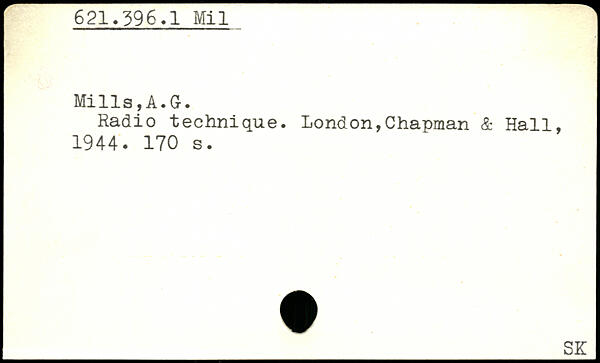 621.396.1 Mil
Mills,A.G.
Radio technique. London,Chapman & Hall,
1944. 170 s.
SK